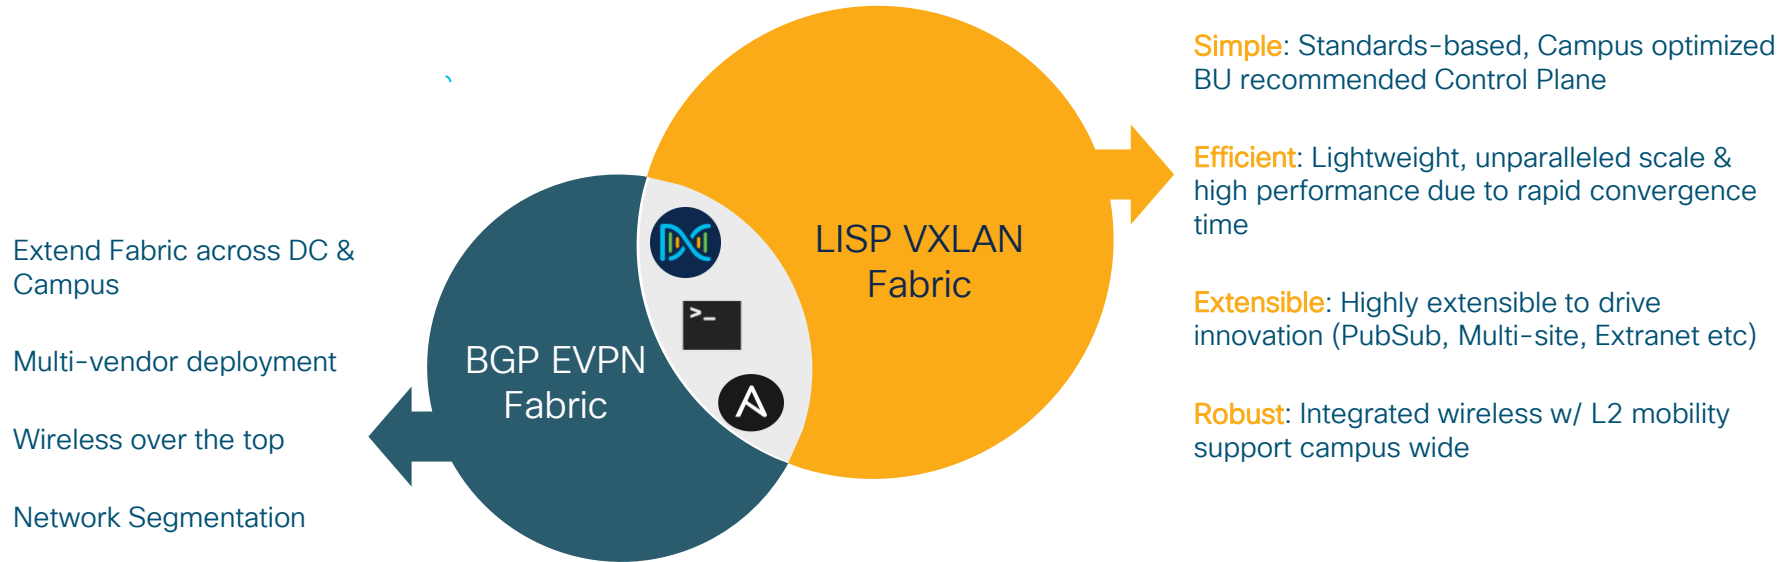 Extend Fabric across DC &
Campus
Multi-vendor deployment
Wireless over the top
Network Segmentation
BGP EVPN
Fabric
>_
LISP VXLAN
Fabric
Simple: Standards-based, Campus optimized
BU recommended Control Plane
Efficient: Lightweight, unparalleled scale &
high performance due to rapid convergence
time
Extensible: Highly extensible to drive
innovation (PubSub, Multi-site, Extranet etc)
Robust: Integrated wireless w/ L2 mobility
support campus wide